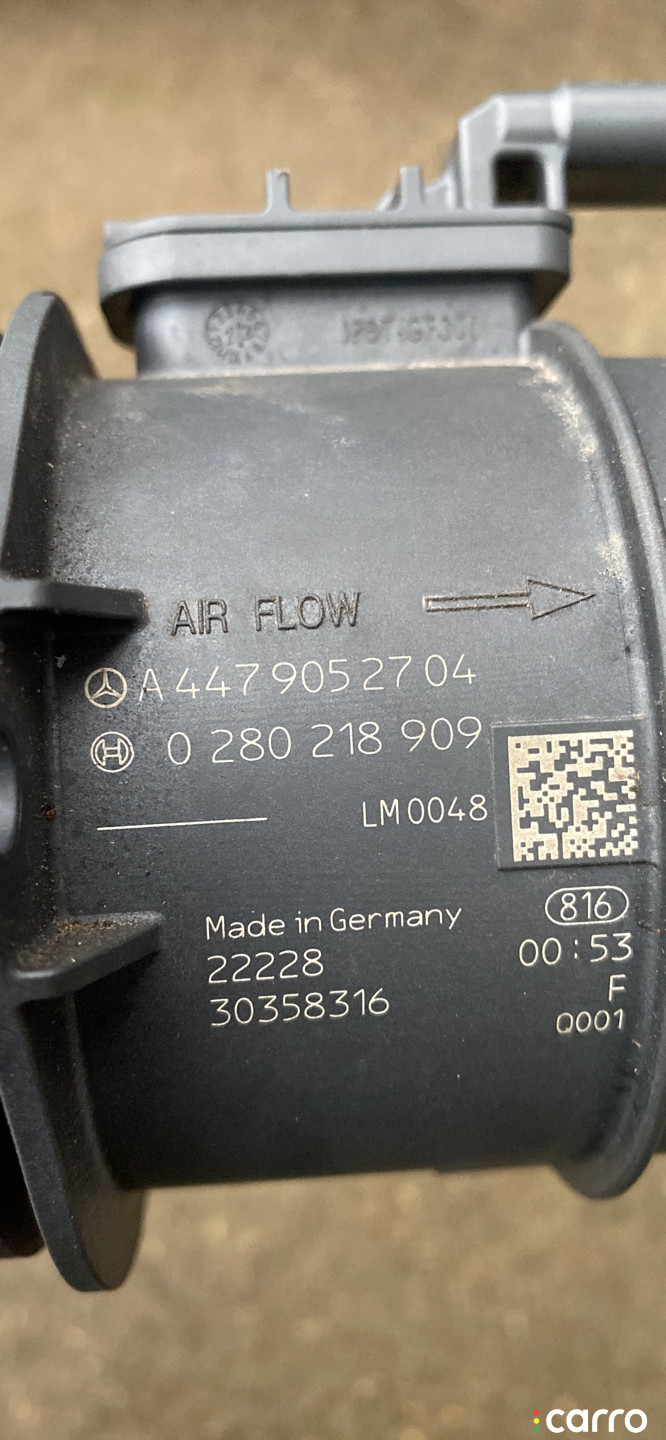 AIR FLOW
A 447 905 27 04
0 280 218 909
LM0048
Made in Germany
816
22228
00:53
30358316
F
Q001
carro